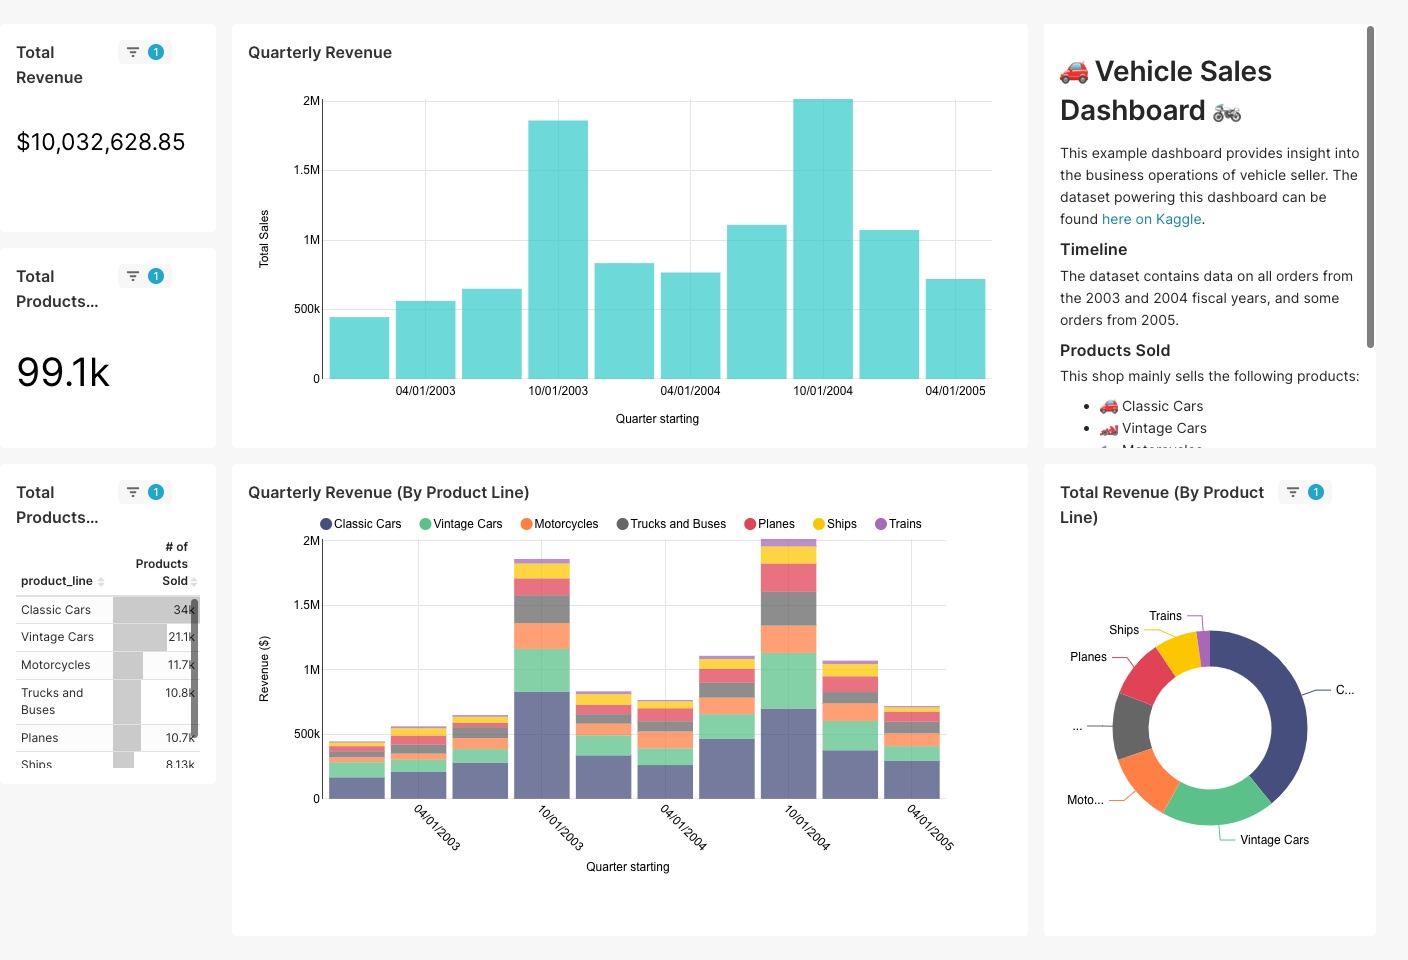 Total
Revenue
1
$10,032,628.85
Total
Products...
1
99.1k
Quarterly Revenue
2M
1.5M
1M
500k
0
Total Sales
04/01/2003
10/01/2003
04/01/2004
10/01/2004
04/01/2005
Quarter starting
🚗 Vehicle Sales
Dashboard 🏍️
This example dashboard provides insight into
the business operations of vehicle seller. The
dataset powering this dashboard can be
found here on Kaggle.
Timeline
The dataset contains data on all orders from
the 2003 and 2004 fiscal years, and some
orders from 2005.
Products Sold
This shop mainly sells the following products:
• 🚗 Classic Cars
• 🏎️ Vintage Cars
Total
Products...
1
product_line
# of
Products
Sold
Classic Cars 34k
Vintage Cars 21.1k
Motorcycles 11.7k
Trucks and
Buses 10.8k
Planes 10.7k
Ships 8.13k
Quarterly Revenue (By Product Line)
Classic Cars Vintage Cars Motorcycles Trucks and Buses Planes Ships Trains
2M
1.5M
1M
500k
0
Revenue ($)
04/01/2003
10/01/2003
04/01/2004
10/01/2004
04/01/2005
Quarter starting
Total Revenue (By Product
Line)
1
Trains
Ships
Planes
C...
...
Moto...
Vintage Cars